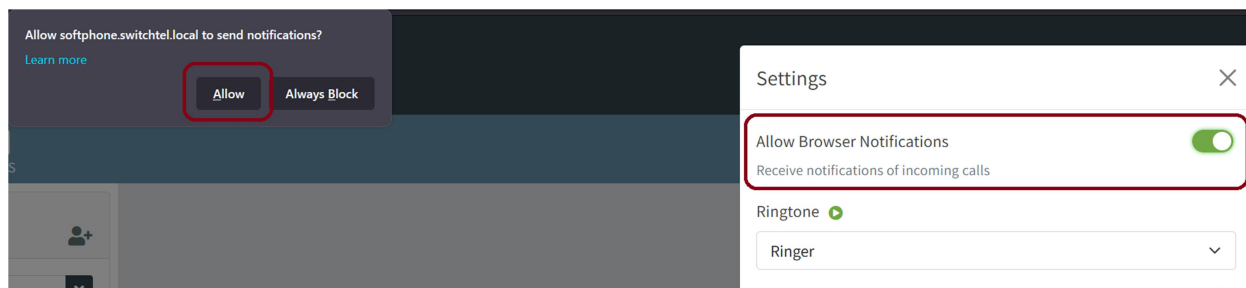 Allow softphone.switchtel.local to send notifications?
Learn more
Allow
Always Block
Settings
Allow Browser Notifications
Receive notifications of incoming calls
Ringtone
Ringer